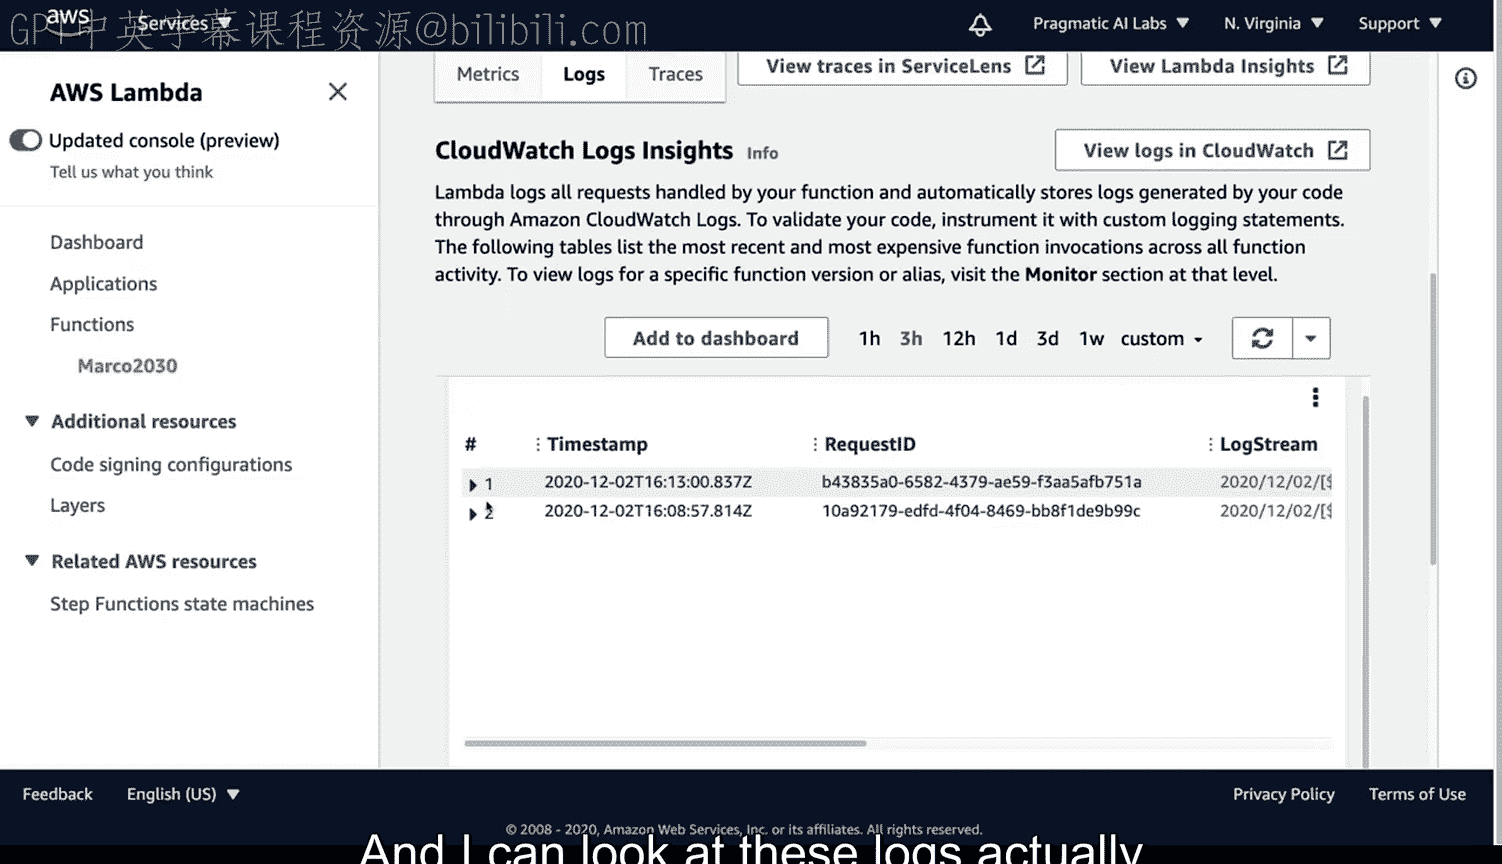 aws
Services
GPT中英字幕课程资源@bilibili.com
Pragmatic AI Labs
N. Virginia
Support
AWS Lambda
Updated console (preview)
Tell us what you think
Dashboard
Applications
Functions
Marco2030
Additional resources
Code signing configurations
Layers
Related AWS resources
Step Functions state machines
Metrics
Logs
Traces
View traces in ServiceLens
View Lambda Insights
CloudWatch Logs Insights Info
View logs in CloudWatch
Lambda logs all requests handled by your function and automatically stores logs generated by your code
through Amazon CloudWatch Logs. To validate your code, instrument it with custom logging statements.
The following tables list the most recent and most expensive function invocations across all function
activity. To view logs for a specific function version or alias, visit the Monitor section at that level.
Add to dashboard
1h 3h 12h 1d 3d 1w custom
# Timestamp RequestID LogStream
1 2020-12-02T16:13:00.837Z b43835a0-6582-4379-ae59-f3aa5afb751a 2020/12/02/[$
2 2020-12-02T16:08:57.814Z 10a92179-edfd-4f04-8469-bb8f1de9b99c 2020/12/02/[$
Feedback
English (US)
Privacy Policy
Terms of Use
© 2008 - 2020, Amazon Web Services, Inc. or its affiliates. All rights reserved.
And I can look at these logs actually